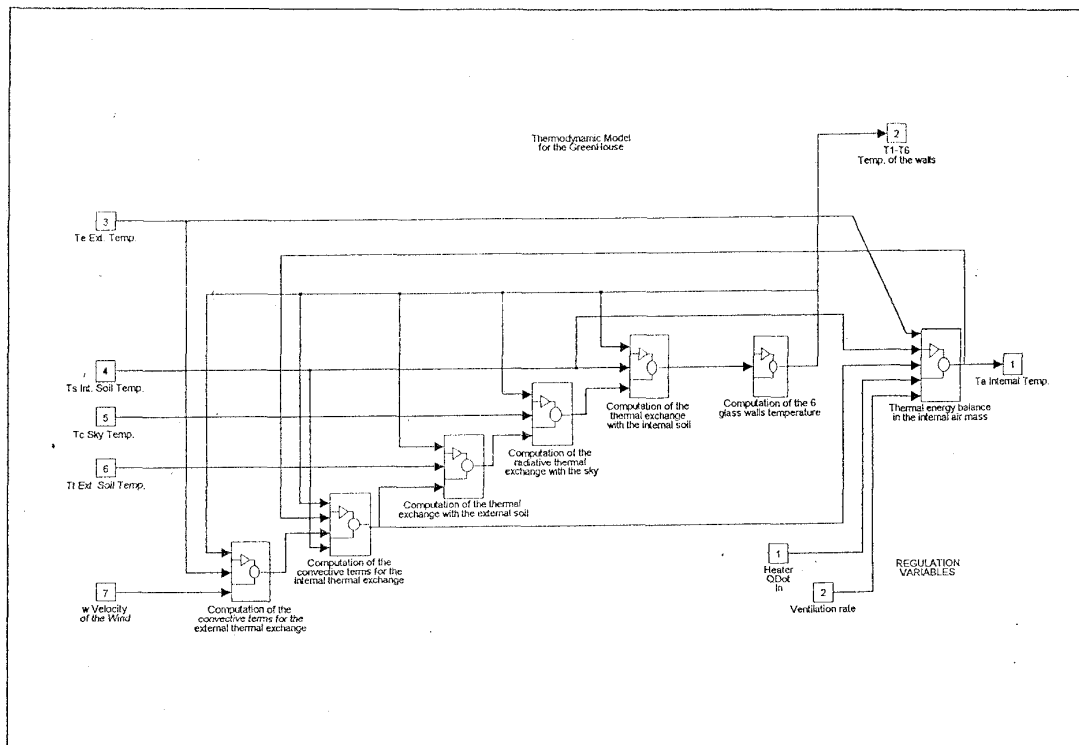 Thermodynamic Model
for the GreenHouse
2
T1-T6
Temp. of the walls
3
Te Ext. Temp.
4
Ts Int. Soil Temp.
5
Tc Sky Temp.
6
Tt Ext. Soil Temp.
7
w Velocity
of the Wind
Computation of the
convective terms for the
external thermal exchange
Computation of the
convective terms for the
internal thermal exchange
Computation of the thermal
exchange with the external soil
Computation of the
radiative thermal
exchange with the sky
Computation of the
thermal exchange
with the internal soil
Computation of the 6
glass walls temperature
Thermal energy balance
in the internal air mass
1
Ta Internal Temp.
1
Heater
QDot
In
2
Ventilation rate
REGULATION
VARIABLES